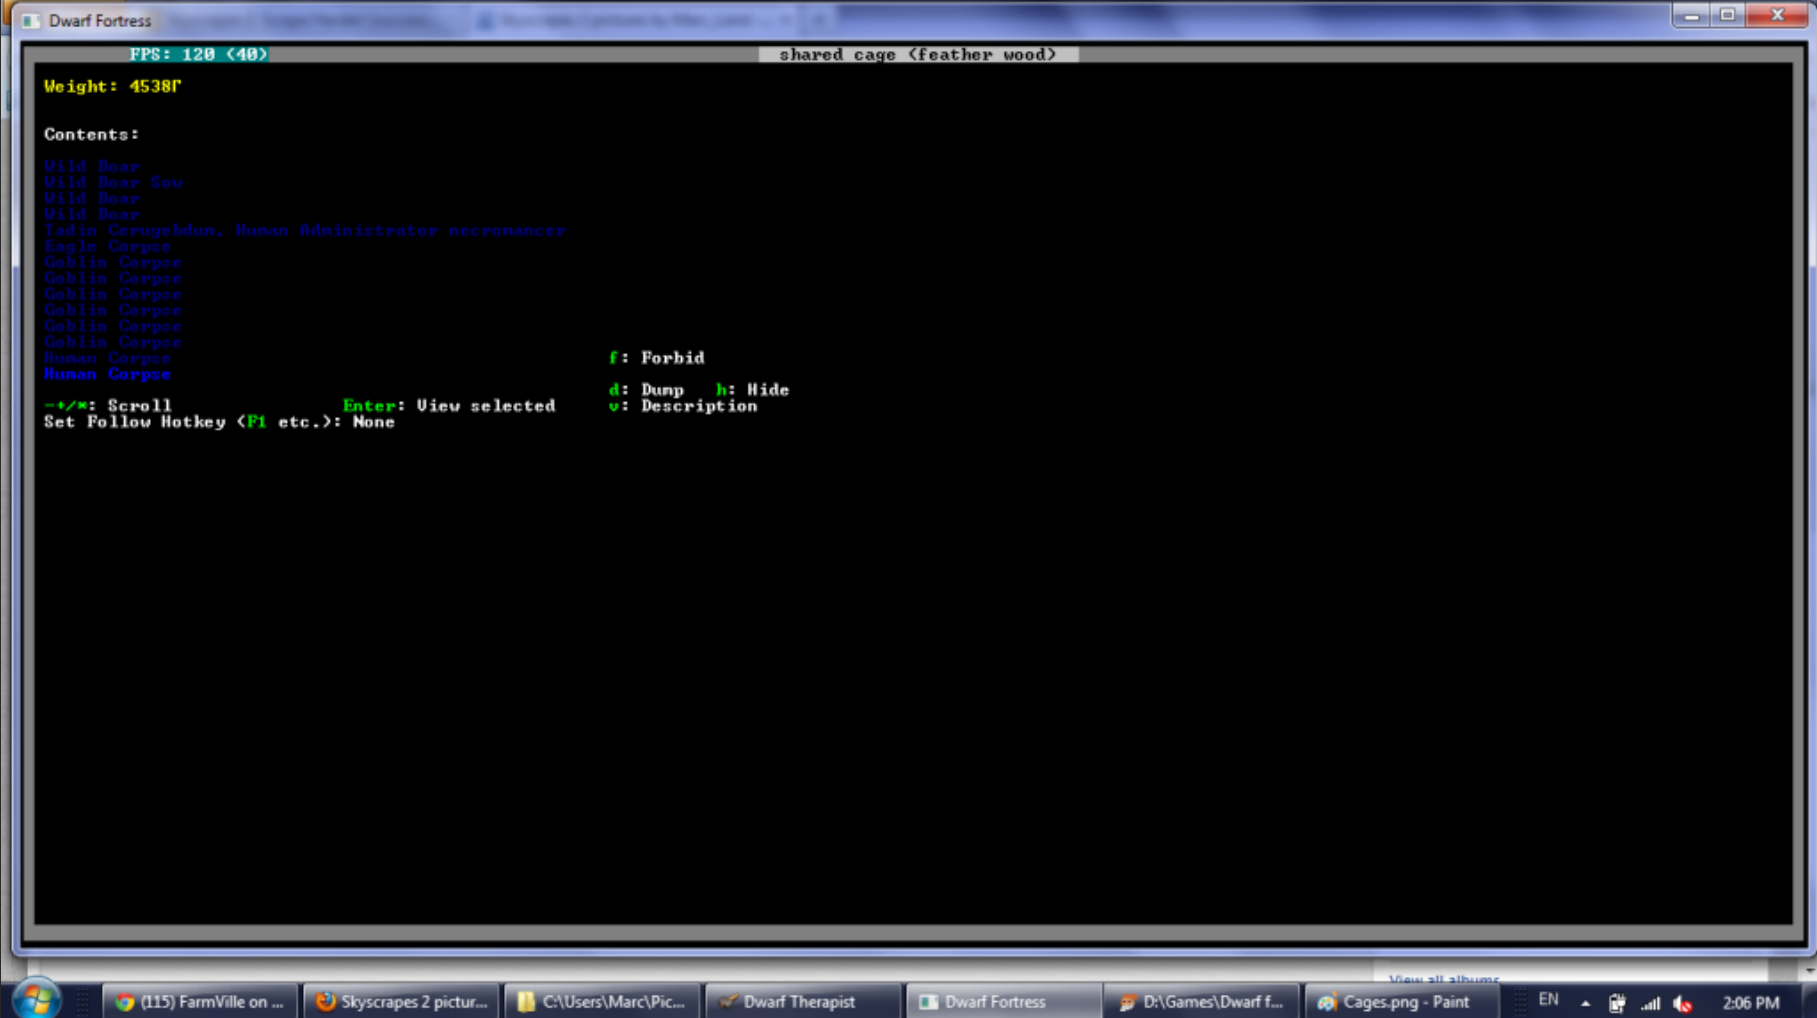 Dwarf Fortress
FPS: 120 (40)
shared cage (feather wood)
Weight: 4538Γ
Contents:
Wild Boar
Wild Boar Sow
Wild Boar
Wild Boar
Tadin Cerugshdun, Human Administrator necromancer
Eagle Corpse
Goblin Corpse
Goblin Corpse
Goblin Corpse
Goblin Corpse
Goblin Corpse
Goblin Corpse
Human Corpse
f: Forbid
Human Corpse
d: Dump h: Hide
-+/*: Scroll Enter: View selected v: Description
Set Follow Hotkey (F1 etc.): None
View all albums
(115) FarmVille on ... Skyscrapes 2 pictur... C:\Users\Marc\Pic... Dwarf Therapist Dwarf Fortress D:\Games\Dwarf f... Cages.png - Paint EN 2:06 PM